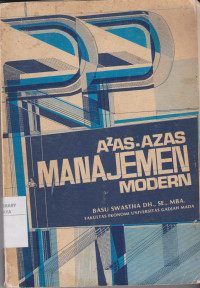 AZAS-AZAS
MANAJEMEN
MODERN
BASU SWASTHA DH., SE., MBA.
FAKULTAS EKONOMI UNIVERSITAS GADJAH MADA